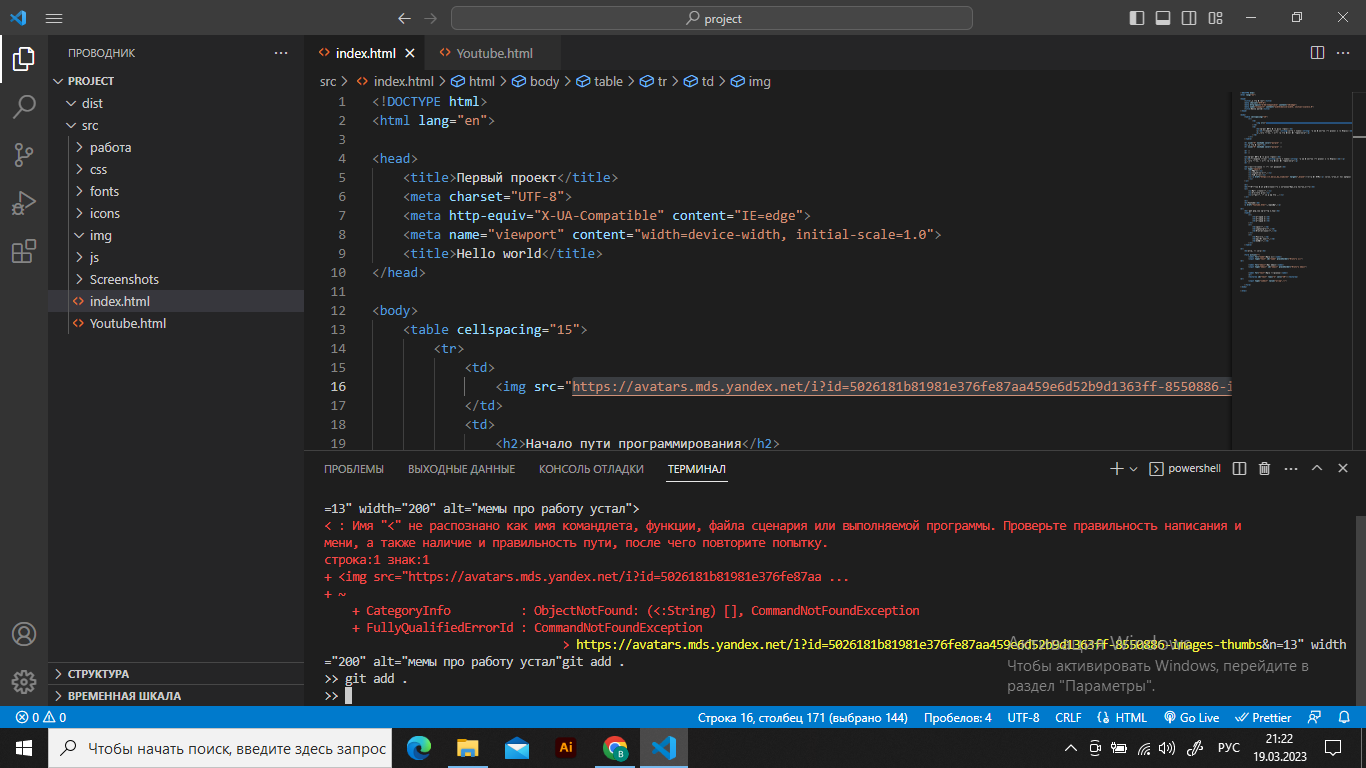 project
ПРОВОДНИК
PROJECT
dist
src
работа
css
fonts
icons
img
js
Screenshots
index.html
Youtube.html
СТРУКТУРА
ВРЕМЕННАЯ ШКАЛА
index.html
Youtube.html
src > index.html > html > body > table > tr > td > img
1 <!DOCTYPE html>
2 <html lang="en">
3
4 <head>
5 <title>Первый проект</title>
6 <meta charset="UTF-8">
7 <meta http-equiv="X-UA-Compatible" content="IE=edge">
8 <meta name="viewport" content="width=device-width, initial-scale=1.0">
9 <title>Hello world</title>
10 </head>
11
12 <body>
13 <table cellspacing="15">
14 <tr>
15 <td>
16 <img src="https://avatars.mds.yandex.net/i?id=5026181b81981e376fe87aa459e6d52b9d1363ff-8550886-i
17 </td>
18 <td>
19 <h2>Начало пути программирования</h2>
ПРОБЛЕМЫ ВЫХОДНЫЕ ДАННЫЕ КОНСОЛЬ ОТЛАДКИ ТЕРМИНАЛ
powershell
=13" width="200" alt="мемы про работу устал">
< : Имя "<" не распознано как имя командлета, функции, файла сценария или выполняемой программы. Проверьте правильность написания и
мени, а также наличие и правильность пути, после чего повторите попытку.
строка:1 знак:1
+ <img src="https://avatars.mds.yandex.net/i?id=5026181b81981e376fe87aa ...
+ ~
+ CategoryInfo : ObjectNotFound: (<:String) [], CommandNotFoundException
+ FullyQualifiedErrorId : CommandNotFoundException
> https://avatars.mds.yandex.net/i?id=5026181b81981e376fe87aa459e6d52b9d1363ff-8550886-images-thumbs&n=13" width
="200" alt="мемы про работу устал"git add .
>> git add .
>>
Активация Windows
Чтобы активировать Windows, перейдите в
раздел "Параметры".
0 0
Строка 16, столбец 171 (выбрано 144) Пробелов: 4 UTF-8 CRLF HTML Go Live Prettier
Чтобы начать поиск, введите здесь запрос
Ai
B
РУС
21:22
19.03.2023